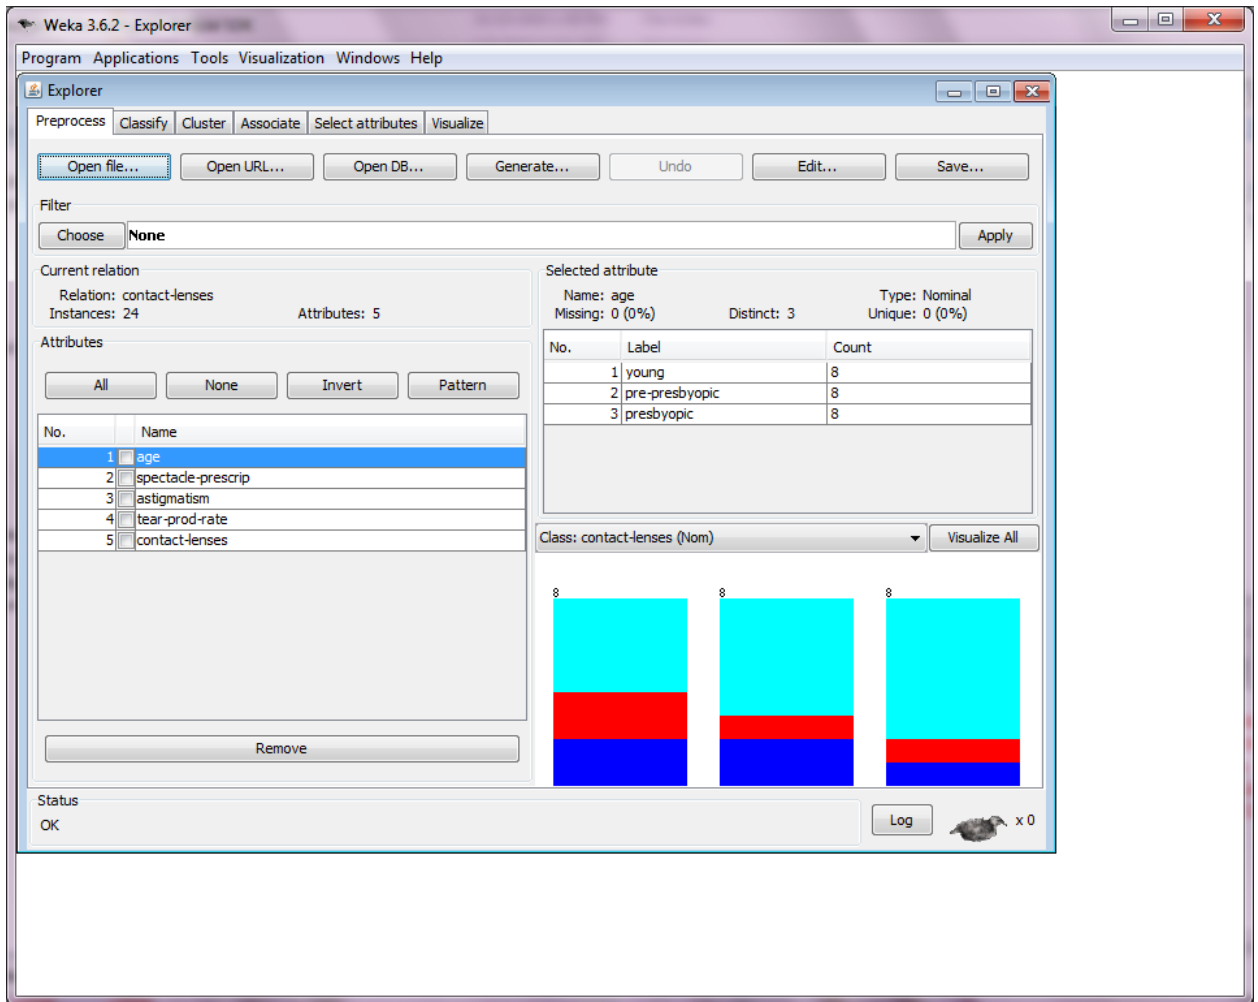 Weka 3.6.2 - Explorer
Program Applications Tools Visualization Windows Help
Explorer
Preprocess Classify Cluster Associate Select attributes Visualize
Open file... Open URL... Open DB... Generate... Undo Edit... Save...
Filter
Choose None Apply
Current relation
Relation: contact-lenses
Instances: 24 Attributes: 5
Selected attribute
Name: age Type: Nominal
Missing: 0 (0%) Distinct: 3 Unique: 0 (0%)
Attributes
All None Invert Pattern
No. Name
1 age
2 spectacle-prescrip
3 astigmatism
4 tear-prod-rate
5 contact-lenses
Remove
No. Label Count
1 young 8
2 pre-presbyopic 8
3 presbyopic 8
Class: contact-lenses (Nom) Visualize All
8 8 8
Status
OK
Log x 0